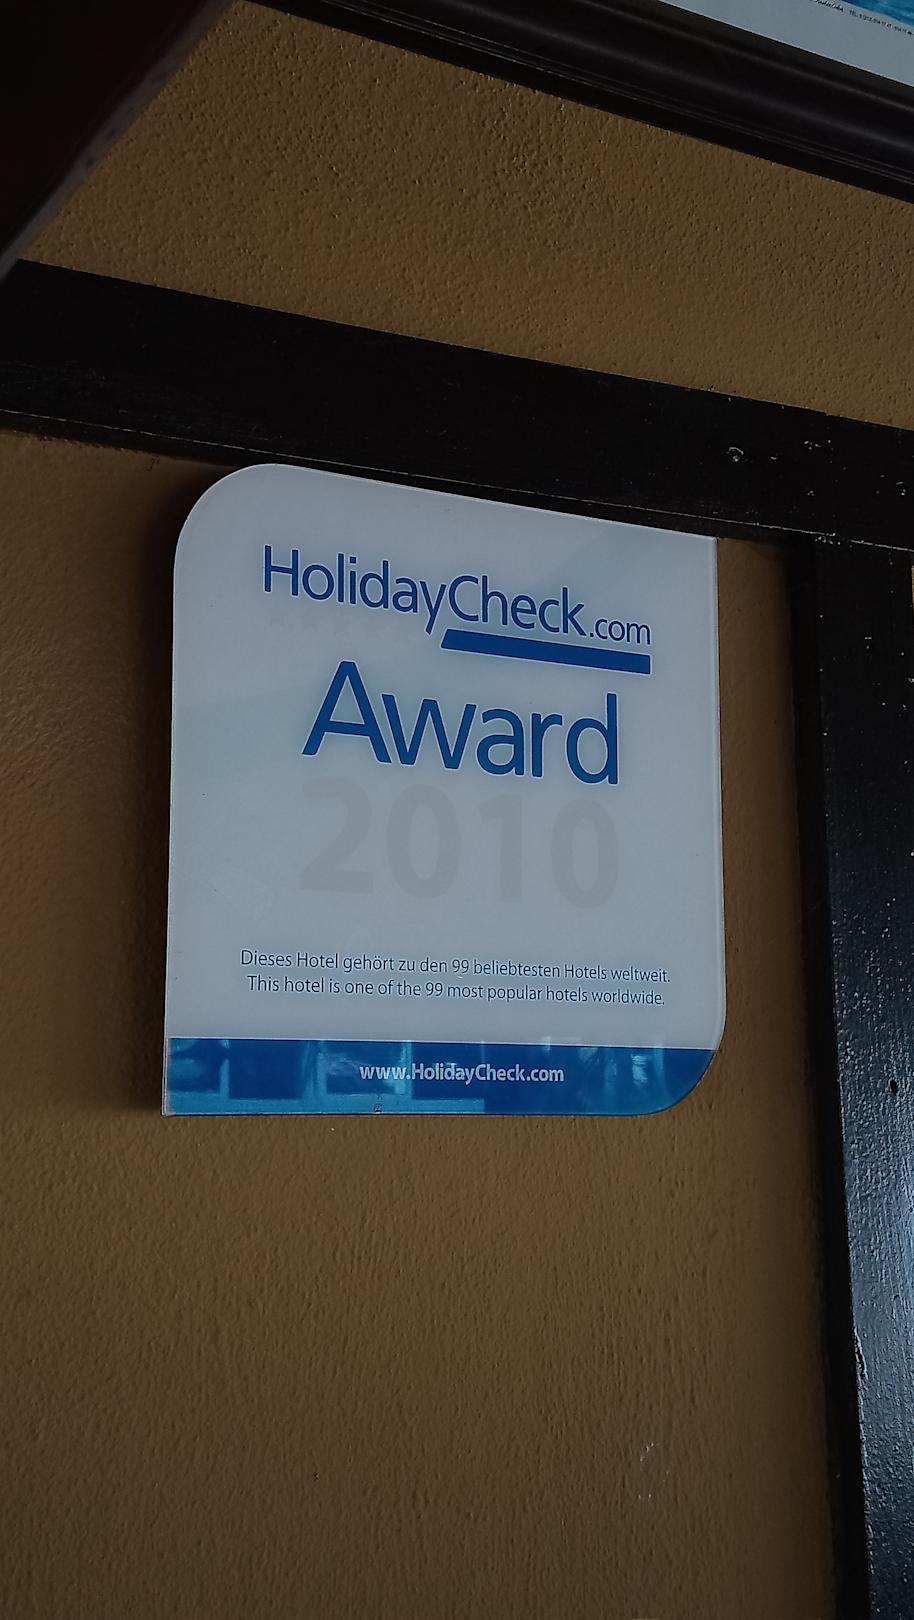 HolidayCheck.com
Award
2010
Dieses Hotel gehört zu den 99 beliebtesten Hotels weltweit.
This hotel is one of the 99 most popular hotels worldwide.
www.HolidayCheck.com